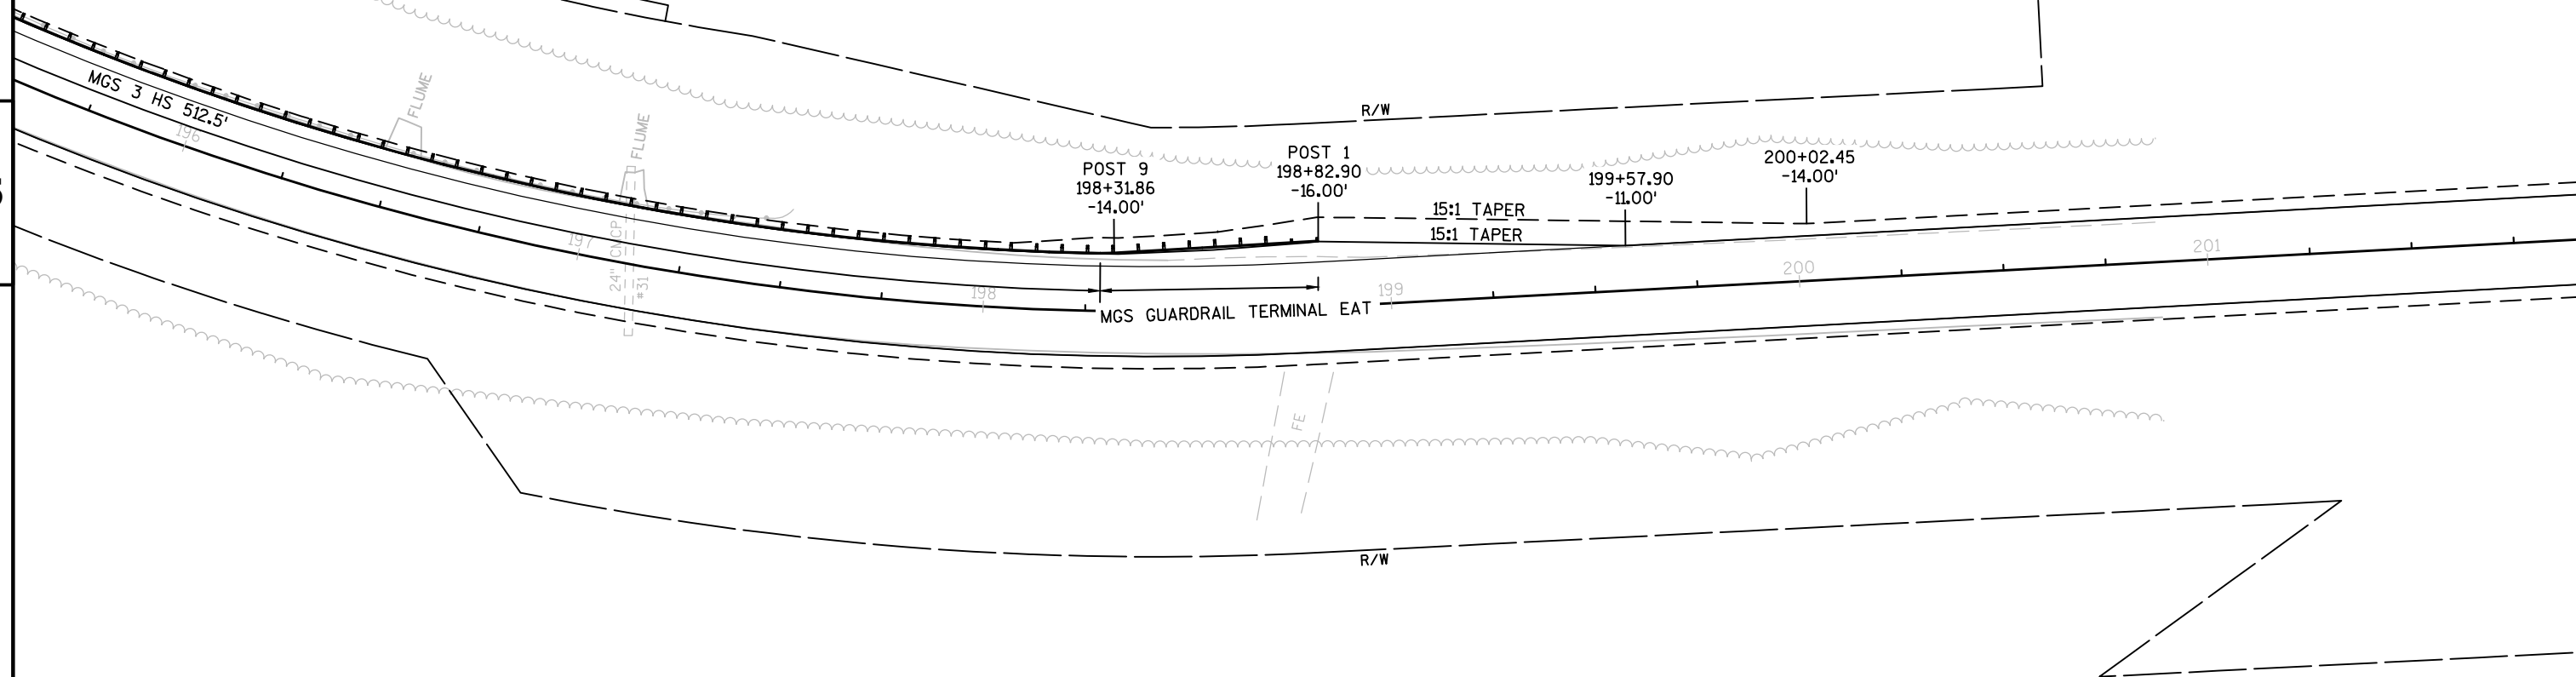 MGS 3 HS 512.5'
196
FLUME
FLUME
197
24" CMCP
#31
198
POST 9
198+31.86
-14.00'
POST 1
198+82.90
-16.00'
R/W
15:1 TAPER
15:1 TAPER
199+57.90
-11.00'
200+02.45
-14.00'
MGS GUARDRAIL TERMINAL EAT
199
200
201
FE
R/W